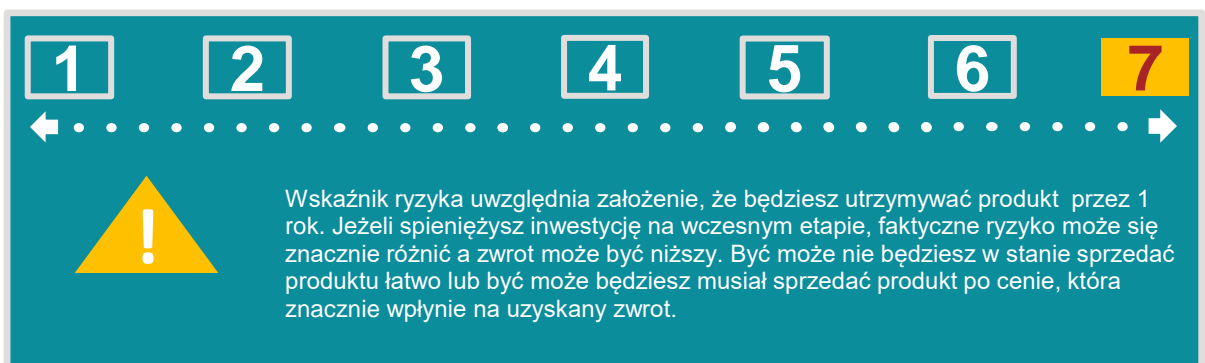 1 2 3 4 5 6 7
!
Wskaźnik ryzyka uwzględnia założenie, że będziesz utrzymywać produkt  przez 1
rok. Jeżeli spieniężysz inwestycję na wczesnym etapie, faktyczne ryzyko może się
znacznie różnić a zwrot może być niższy. Być może nie będziesz w stanie sprzedać
produktu łatwo lub być może będziesz musiał sprzedać produkt po cenie, która
znacznie wpłynie na uzyskany zwrot.